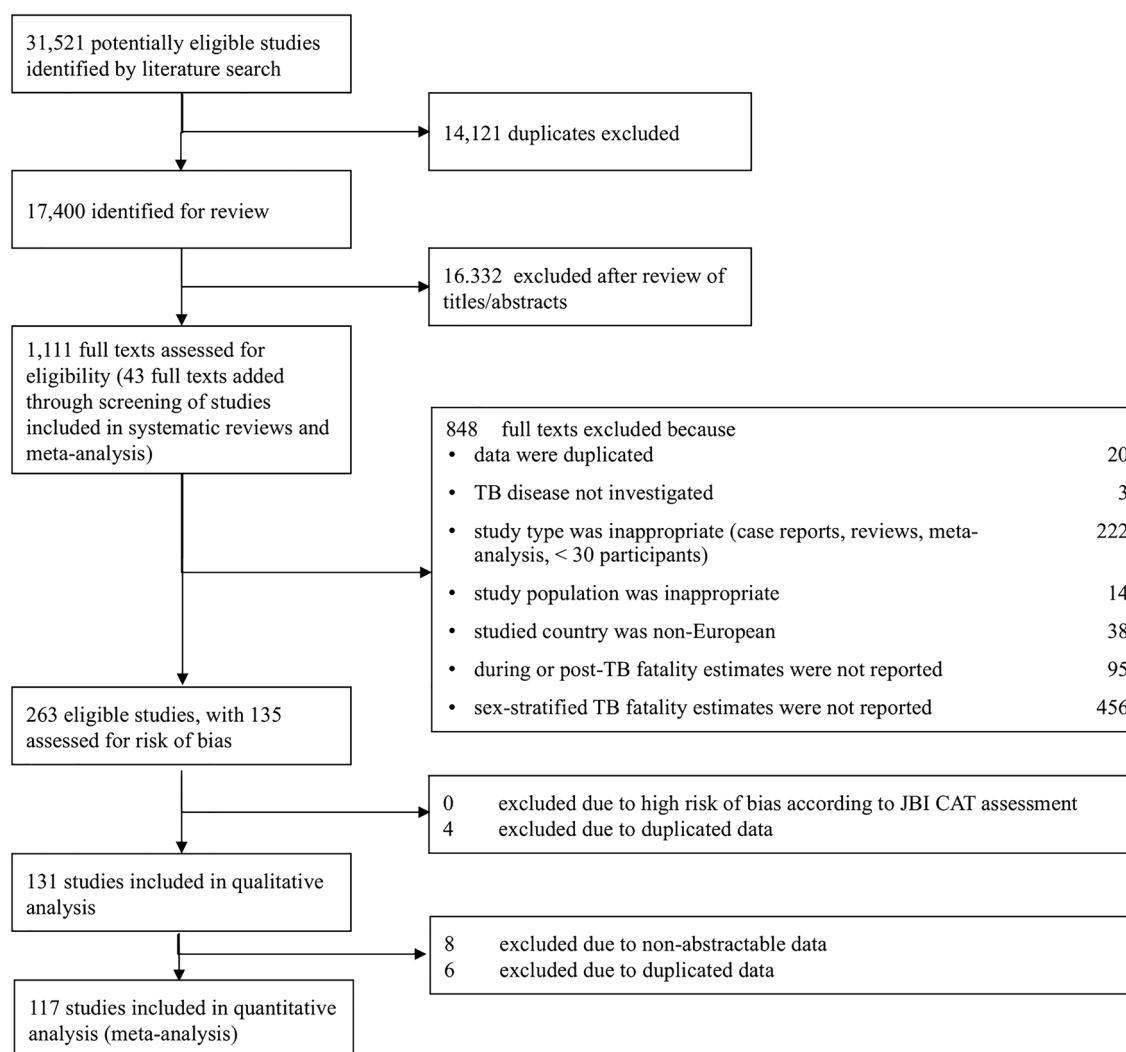 31,521 potentially eligible studies
identified by literature search
14,121 duplicates excluded
17,400 identified for review
16.332 excluded after review of
titles/abstracts
1,111 full texts assessed for
eligibility (43 full texts added
through screening of studies
included in systematic reviews and
meta-analysis)
848 full texts excluded because
• data were duplicated 20
• TB disease not investigated 3
• study type was inappropriate (case reports, reviews, meta- 222
analysis, < 30 participants)
• study population was inappropriate 14
• studied country was non-European 38
• during or post-TB fatality estimates were not reported 95
• sex-stratified TB fatality estimates were not reported 456
263 eligible studies, with 135
assessed for risk of bias
0 excluded due to high risk of bias according to JBI CAT assessment
4 excluded due to duplicated data
131 studies included in qualitative
analysis
8 excluded due to non-abstractable data
6 excluded due to duplicated data
117 studies included in quantitative
analysis (meta-analysis)